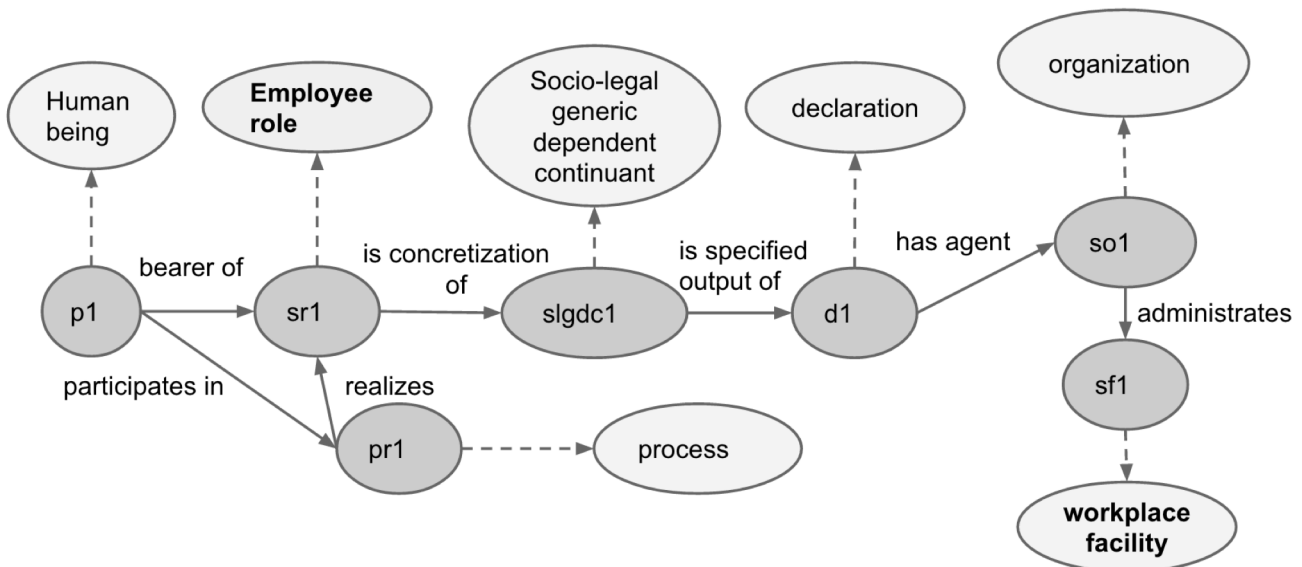 Human
being
Employee
role
Socio-legal
generic
dependent
continuant
declaration
organization
p1
bearer of
sr1
is concretization
of
slgdc1
is specified
output of
d1
has agent
so1
administrates
participates in
realizes
sf1
pr1
process
workplace
facility